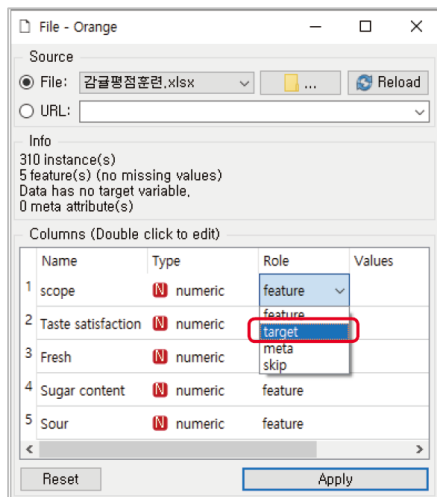 File - Orange
Source
File: 감귤평점훈련.xlsx ... Reload
URL:
Info
310 instance(s)
5 feature(s) (no missing values)
Data has no target variable.
0 meta attribute(s)
Columns (Double click to edit)
Name Type Role Values
1 scope N numeric feature
feature
target
meta
skip
2 Taste satisfaction N numeric
3 Fresh N numeric
4 Sugar content N numeric feature
5 Sour N numeric feature
Reset Apply